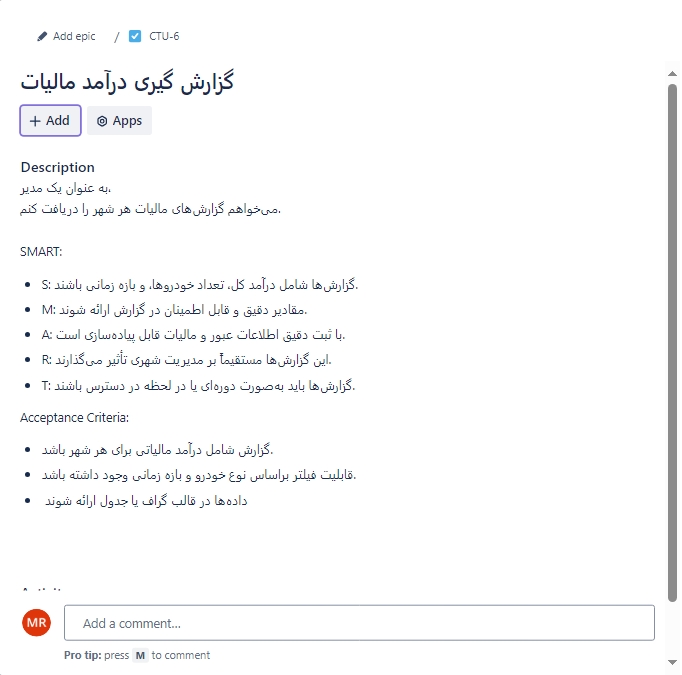 Add epic / CTU-6
گزارش گیری درآمد مالیات
+ Add Apps
Description
به عنوان یک مدیر،
می‌خواهم گزارش‌های مالیات هر شهر را دریافت کنم.
SMART:
• S: گزارش‌ها شامل درآمد کل، تعداد خودروها، و بازه زمانی باشند.
• M: مقادیر دقیق و قابل اطمینان در گزارش ارائه شوند.
• A: با ثبت دقیق اطلاعات عبور و مالیات قابل پیاده‌سازی است.
• R: این گزارش‌ها مستقیماً بر مدیریت شهری تأثیر می‌گذارند.
• T: گزارش‌ها باید به‌صورت دوره‌ای یا در لحظه در دسترس باشند.
Acceptance Criteria:
• گزارش شامل درآمد مالیاتی برای هر شهر باشد.
• قابلیت فیلتر براساس نوع خودرو و بازه زمانی وجود داشته باشد.
• داده‌ها در قالب گراف یا جدول ارائه شوند
MR Add a comment...
Pro tip: press M to comment